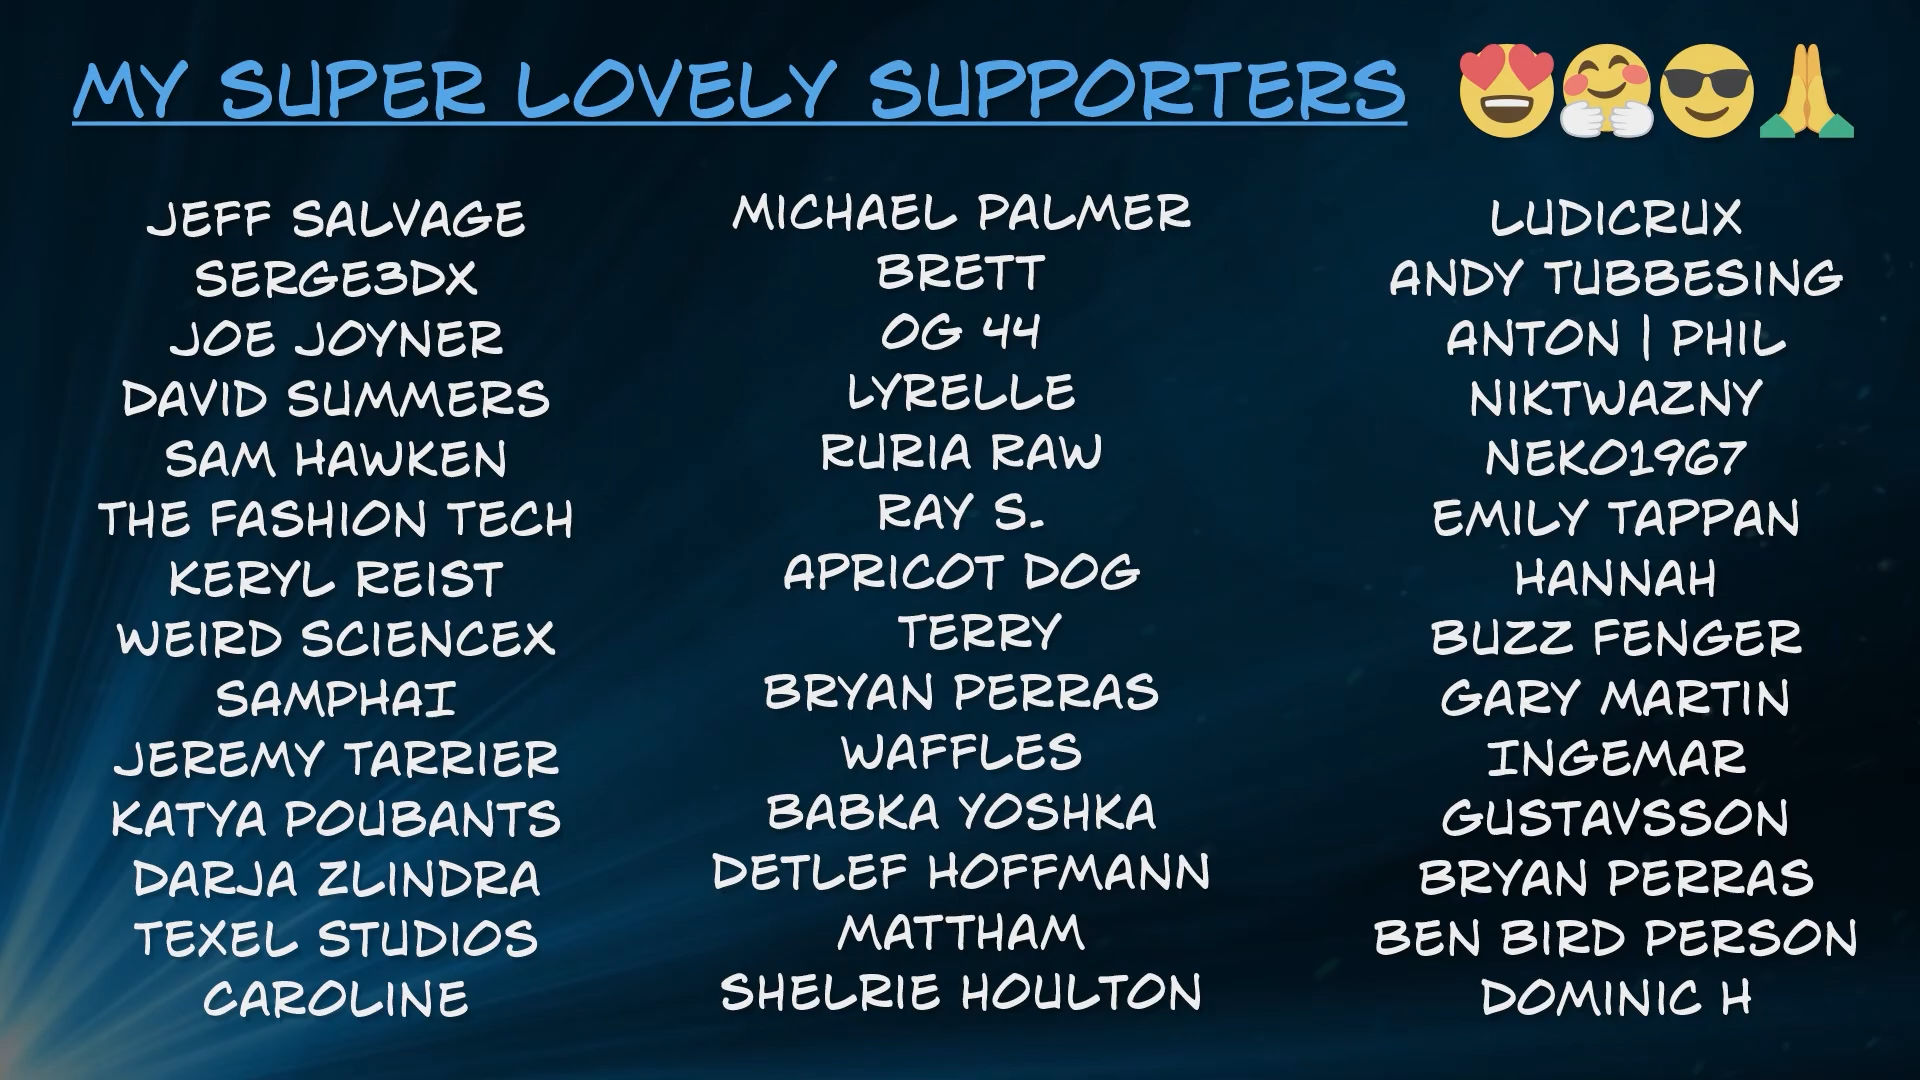 MY SUPER LOVELY SUPPORTERS 😍🤗😎🙏
JEFF SALVAGE
SERGE3DX
JOE JOYNER
DAVID SUMMERS
SAM HAWKEN
THE FASHION TECH
KERYL REIST
WEIRD SCIENCEX
SAMPHAI
JEREMY TARRIER
KATYA POUBANTS
DARJA ZLINDRA
TEXEL STUDIOS
CAROLINE
MICHAEL PALMER
BRETT
OG 44
LYRELLE
RURIA RAW
RAY S.
APRICOT DOG
TERRY
BRYAN PERRAS
WAFFLES
BABKA YOSHKA
DETLEF HOFFMANN
MATTHAM
SHELRIE HOULTON
LUDICRUX
ANDY TUBBESING
ANTON | PHIL
NIKTWAZNY
NEKO1967
EMILY TAPPAN
HANNAH
BUZZ FENGER
GARY MARTIN
INGEMAR
GUSTAVSSON
BRYAN PERRAS
BEN BIRD PERSON
DOMINIC H